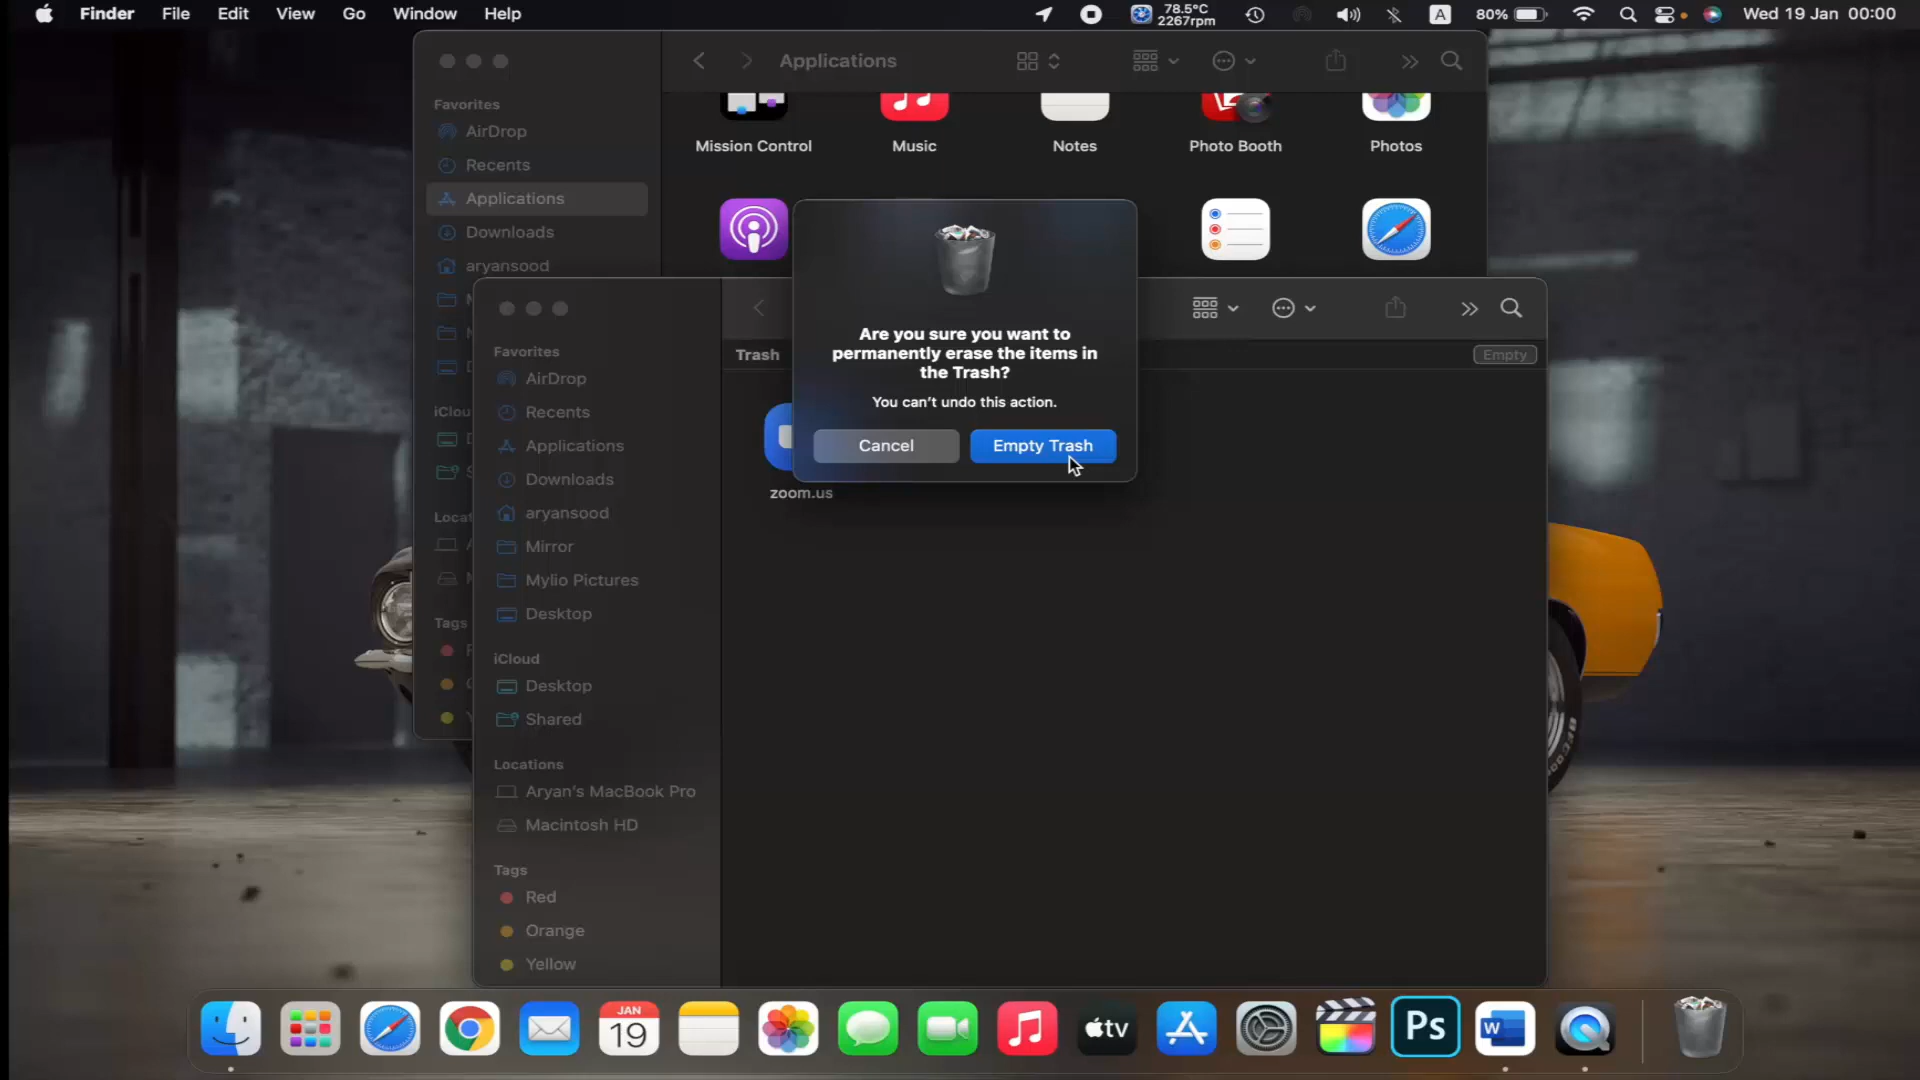 Finder File Edit View Go Window Help
78.5°C
2267rpm
A
80%
Wed 19 Jan 00:00
Applications
Favorites
AirDrop
Recents
Applications
Downloads
aryansood
iClou
Locat
Tags
Mission Control
Music
Notes
Photo Booth
Photos
Trash
Empty
Favorites
AirDrop
Recents
Applications
Downloads
aryansood
Mirror
Mylio Pictures
Desktop
iCloud
Desktop
Shared
Locations
Aryan's MacBook Pro
Macintosh HD
Tags
Red
Orange
Yellow
zoom.us
Are you sure you want to
permanently erase the items in
the Trash?
You can't undo this action.
Cancel
Empty Trash
JAN
19
tv
Ps
W